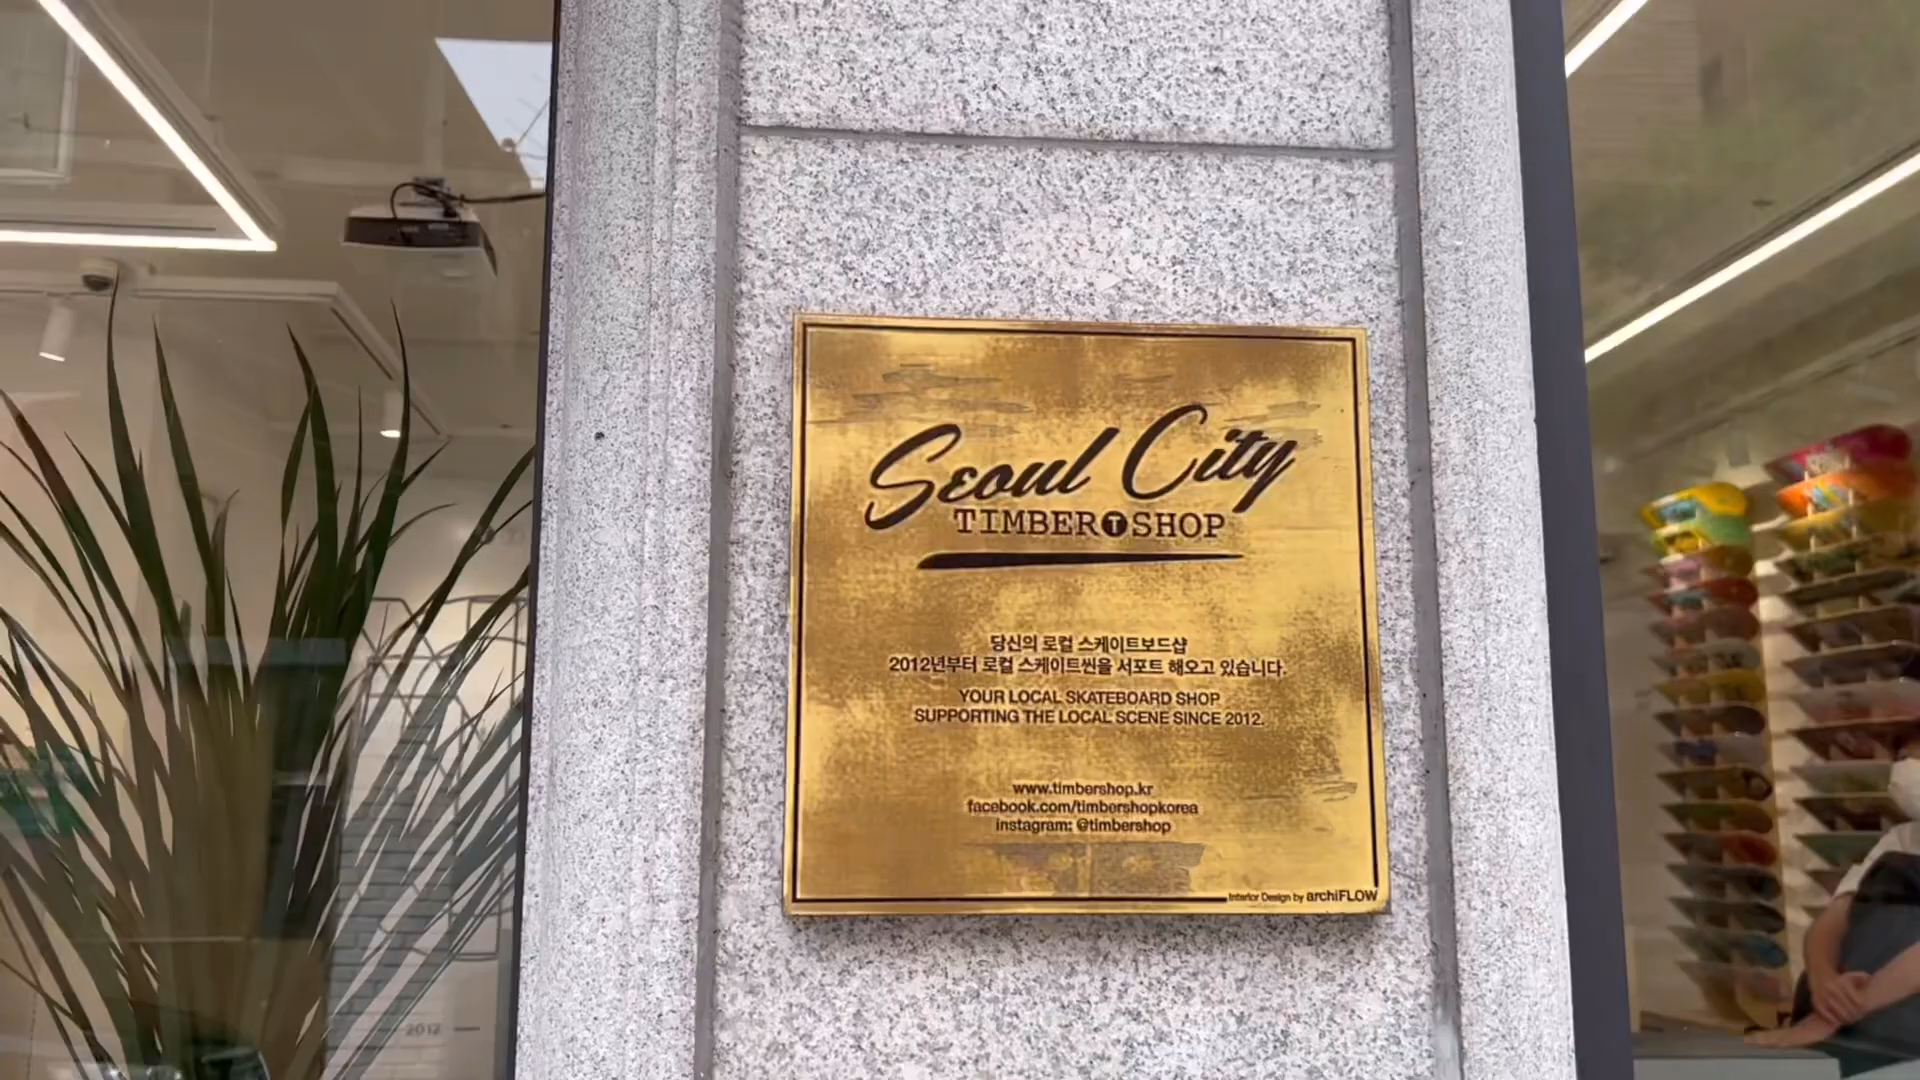 Seoul City
TIMBER T SHOP
당신의 로컬 스케이트보드샵
2012년부터 로컬 스케이트씬을 서포트 해오고 있습니다.
YOUR LOCAL SKATEBOARD SHOP
SUPPORTING THE LOCAL SCENE SINCE 2012.
www.timbershop.kr
facebook.com/timbershopkorea
instagram: @timbershop
Interior Design by archiFLOW
2012